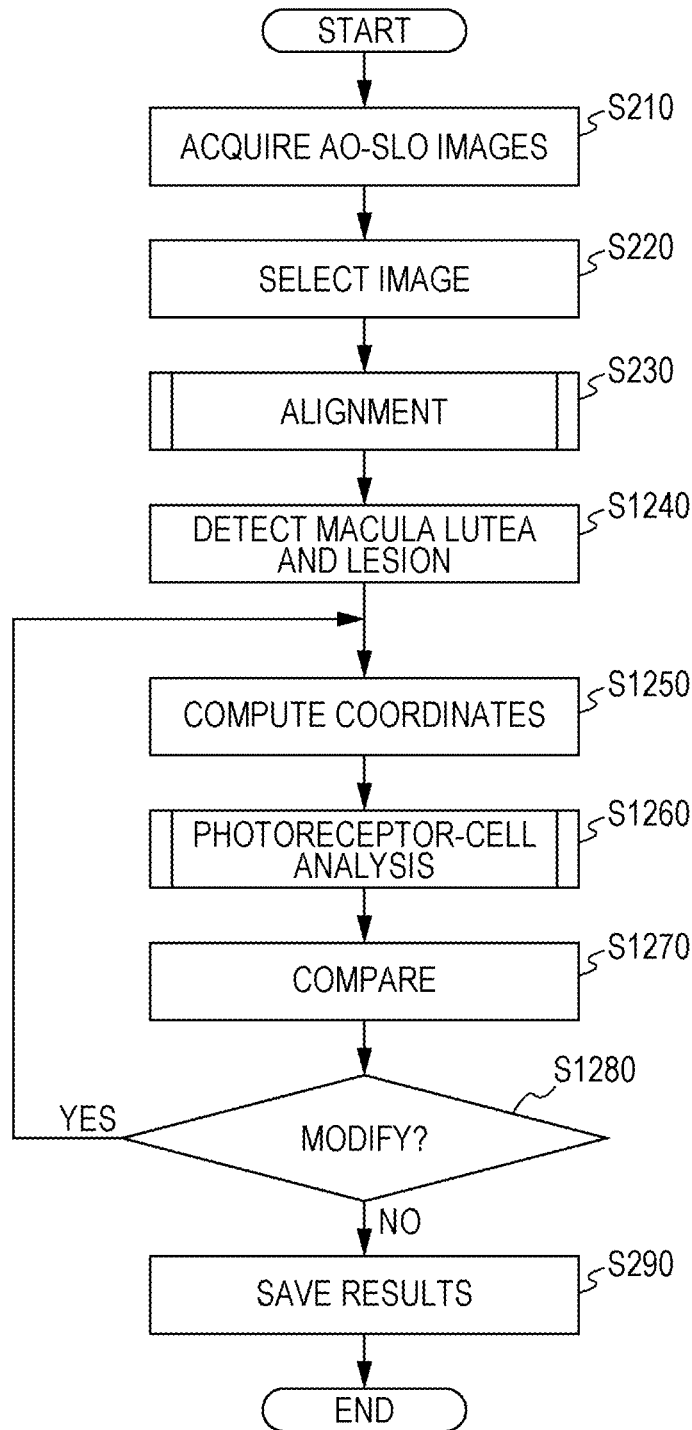 START
S210
ACQUIRE AO-SLO IMAGES
S220
SELECT IMAGE
S230
ALIGNMENT
S1240
DETECT MACULA LUTEA
AND LESION
S1250
COMPUTE COORDINATES
S1260
PHOTORECEPTOR-CELL
ANALYSIS
S1270
COMPARE
S1280
YES
MODIFY?
NO
S290
SAVE RESULTS
END